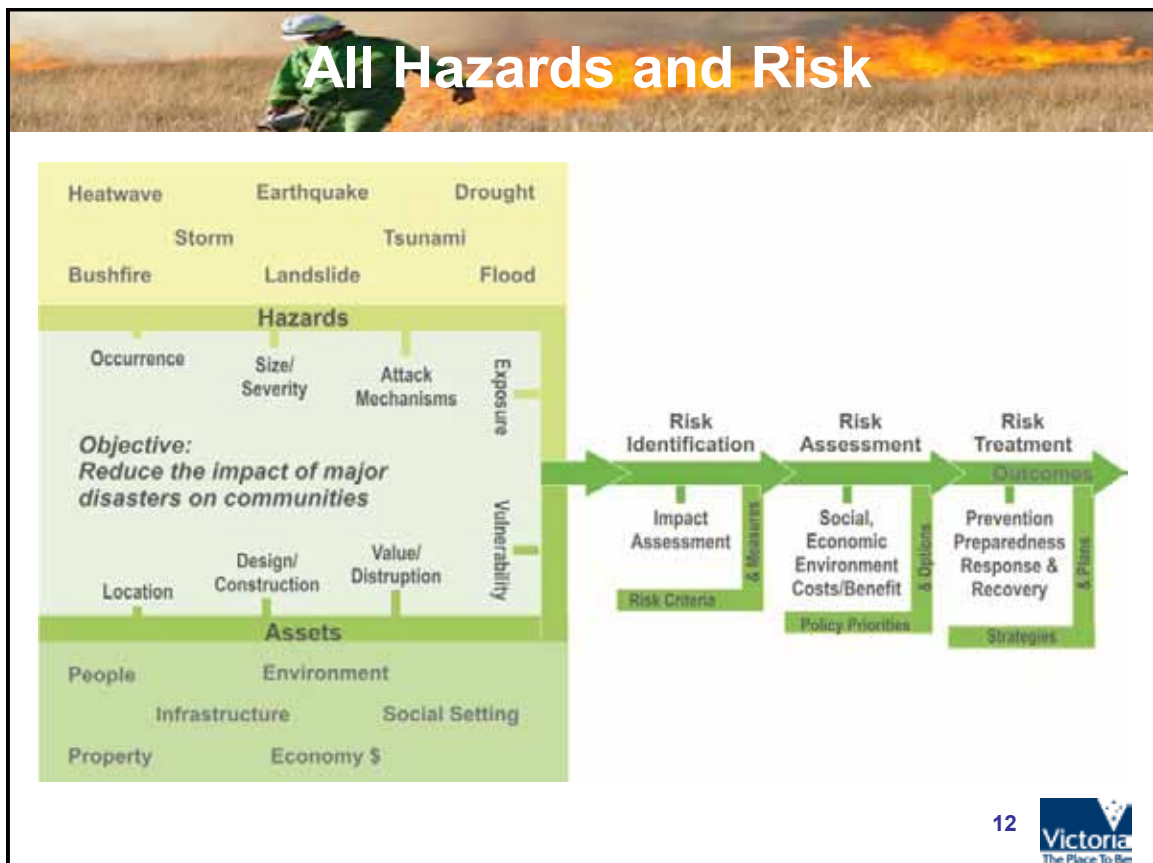 All Hazards and Risk
Heatwave Earthquake Drought
Storm Tsunami
Bushfire Landslide Flood
Hazards
Occurrence
Size/
Severity
Attack
Mechanisms
Exposure
Objective:
Reduce the impact of major
disasters on communities
Vulnerability
Location
Design/
Construction
Value/
Distruption
Assets
People Environment
Infrastructure Social Setting
Property Economy $
Risk
Identification
Impact
Assessment
Risk Criteria
& Measures
Risk
Assessment
Social,
Economic
Environment
Costs/Benefit
Policy Priorities
& Options
Risk
Treatment
Outcomes
Prevention
Preparedness
Response &
Recovery
Strategies
& Plans
12
Victoria
The Place To Be